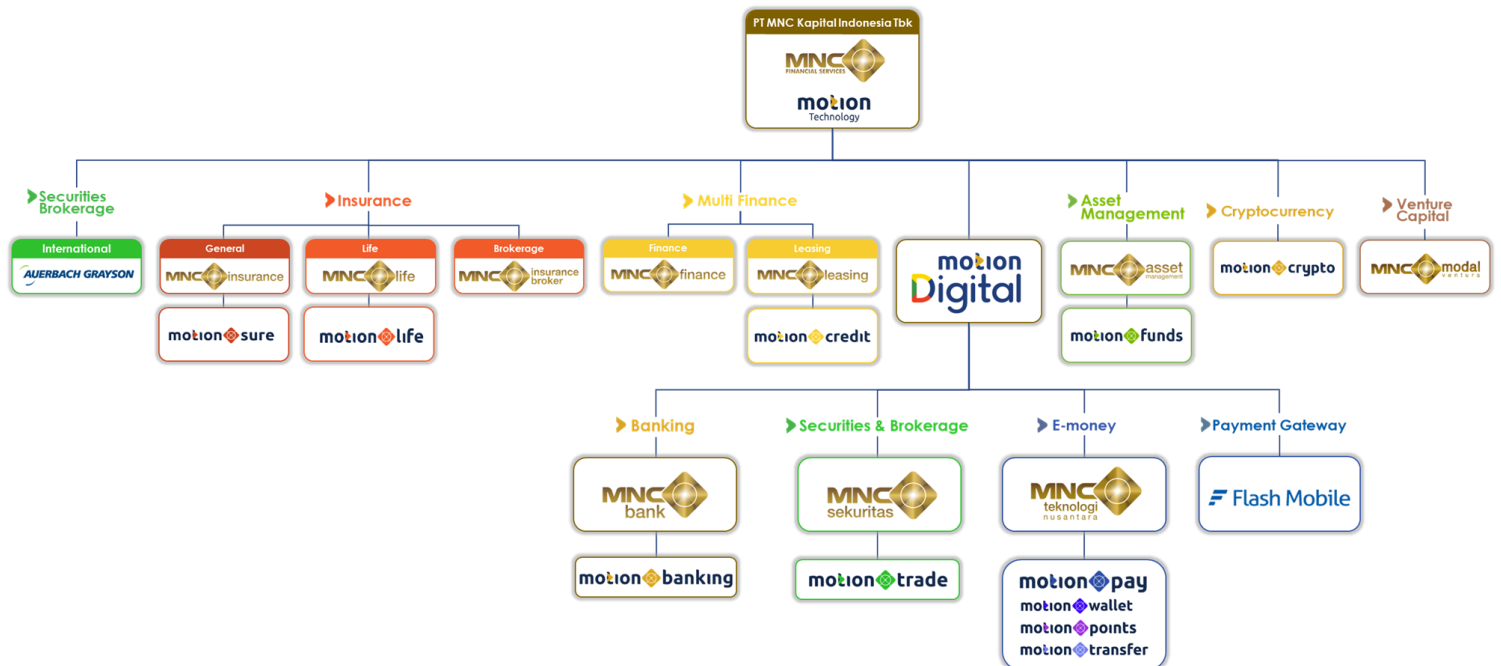 PT MNC Kapital Indonesia Tbk
MNC
FINANCIAL SERVICES
motion
Technology
Securities
Brokerage
International
AUERBACH GRAYSON
Insurance
General
MNC insurance
motion sure
Life
MNC life
motion life
Brokerage
MNC insurance
broker
Multi Finance
Finance
MNC finance
Leasing
MNC leasing
motion credit
motion
Digital
Asset
Management
MNC asset
management
motion funds
Cryptocurrency
motion crypto
Venture
Capital
MNC modal
ventura
Banking
MNC
bank
motion banking
Securities & Brokerage
MNC
sekuritas
motion trade
E-money
MNC
teknologi
nusantara
motion pay
motion wallet
motion points
motion transfer
Payment Gateway
Flash Mobile